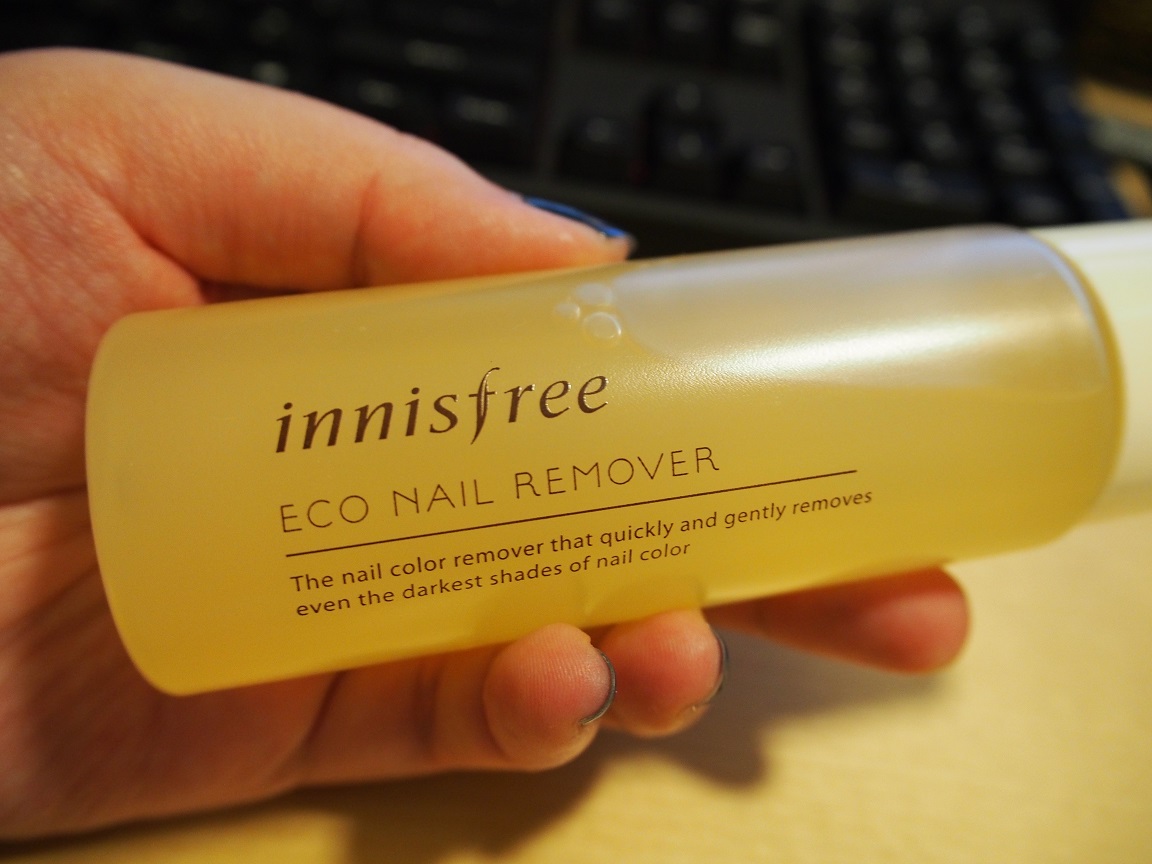 innisfree
ECO NAIL REMOVER
The nail color remover that quickly and gently removes
even the darkest shades of nail color